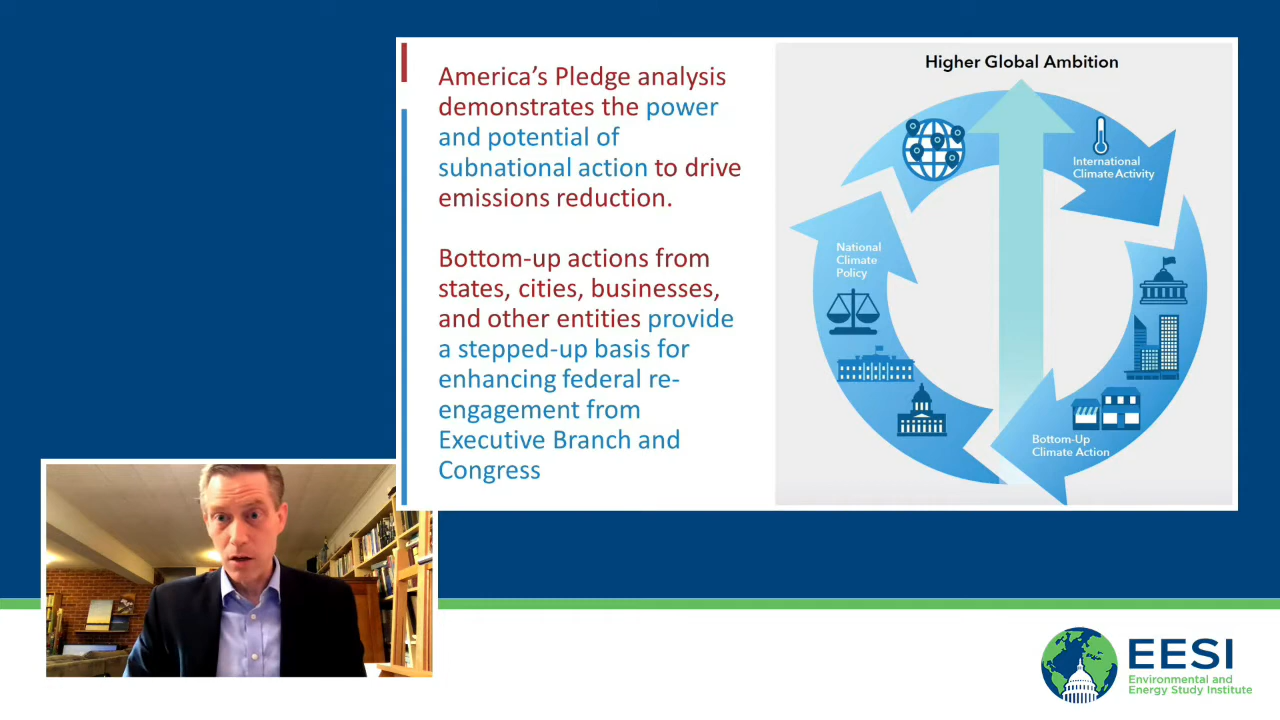 America's Pledge analysis
demonstrates the power
and potential of
subnational action to drive
emissions reduction.
Bottom-up actions from
states, cities, businesses,
and other entities provide
a stepped-up basis for
enhancing federal re-
engagement from
Executive Branch and
Congress
Higher Global Ambition
International
Climate Activity
National
Climate
Policy
Bottom-Up
Climate Action
EESI
Environmental and
Energy Study Institute